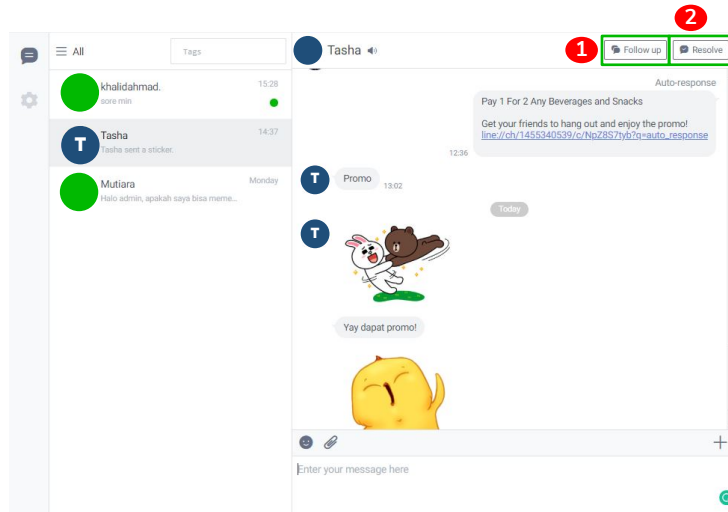 2
1
All
Tags
Tasha
Follow up
Resolve
khalidahmad.
15:28
sore min
T
Tasha
14:37
Tasha sent a sticker.
Mutiara
Monday
Halo admin, apakah saya bisa meme...
Auto-response
Pay 1 For 2 Any Beverages and Snacks
Get your friends to hang out and enjoy the promo!
line://ch/1455340539/c/NpZ8S7tyb?q=auto_response
12:36
T
Promo
13:02
Today
T
Yay dapat promo!
Enter your message here